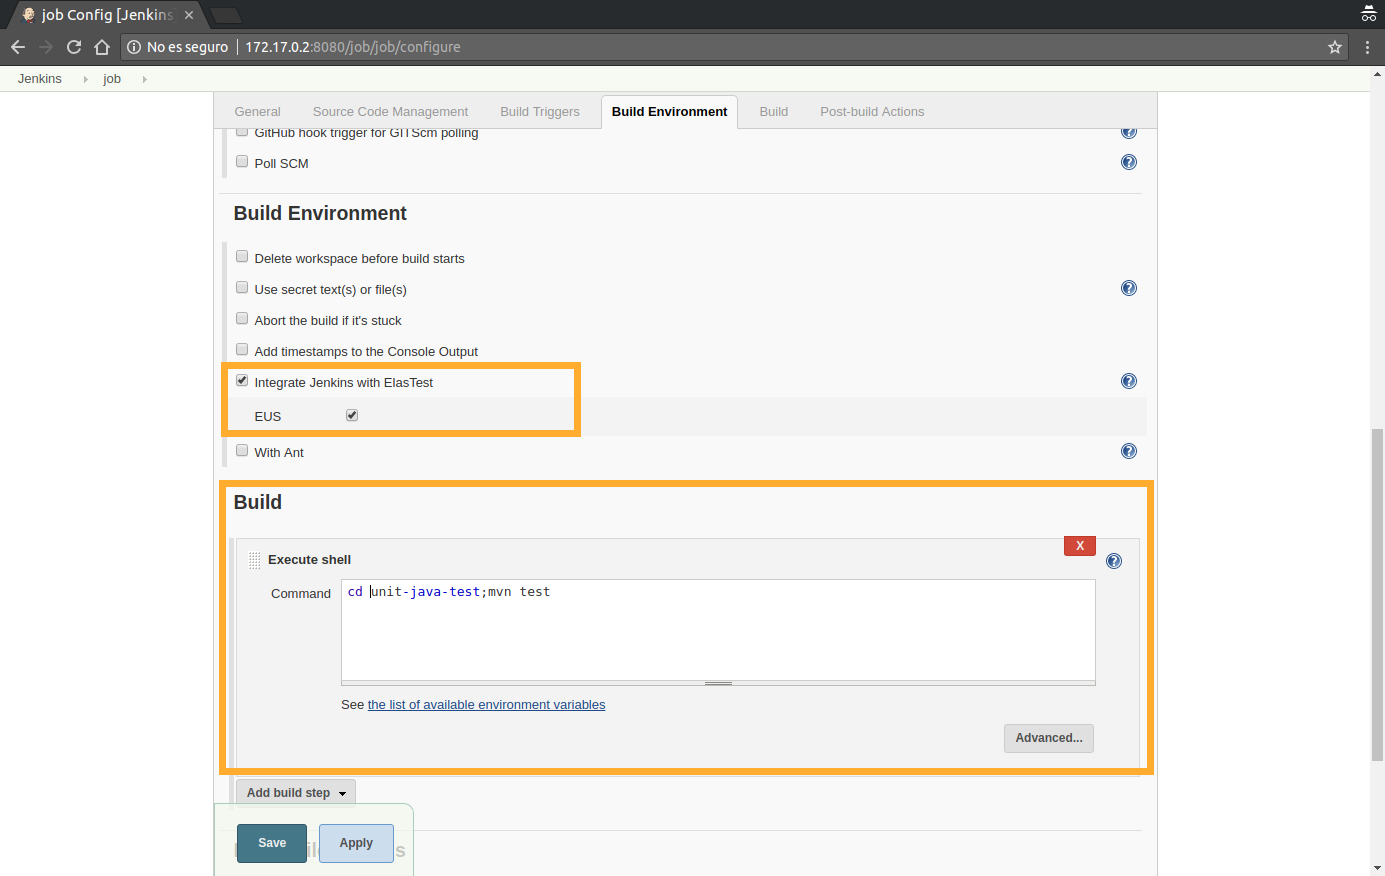 job Config [Jenkins
No es seguro 172.17.0.2:8080/job/job/configure
Jenkins job
General Source Code Management Build Triggers Build Environment Build Post-build Actions
GitHub hook trigger for GITScm polling
Poll SCM
Build Environment
Delete workspace before build starts
Use secret text(s) or file(s)
Abort the build if it's stuck
Add timestamps to the Console Output
Integrate Jenkins with ElasTest
EUS
With Ant
Build
X
Execute shell
Command cd unit-java-test;mvn test
See the list of available environment variables
Advanced...
Add build step
Save Apply